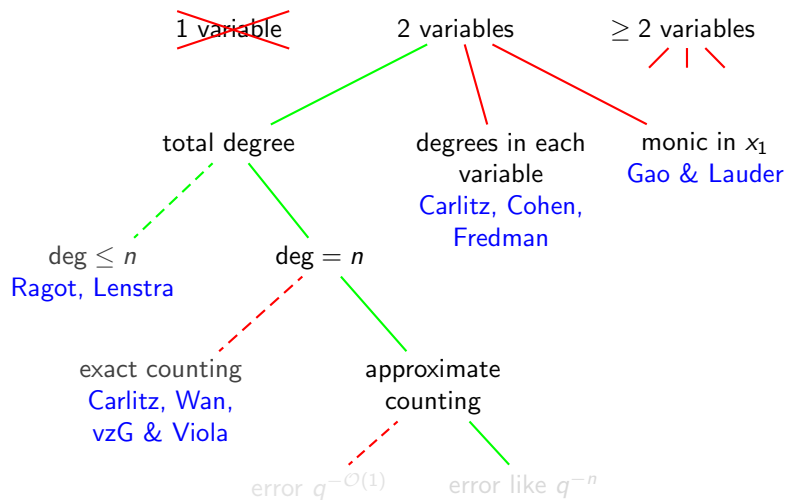 1 variable
2 variables
≥ 2 variables
total degree
degrees in each
variable
Carlitz, Cohen,
Fredman
monic in x₁
Gao & Lauder
deg ≤ n
Ragot, Lenstra
deg = n
exact counting
Carlitz, Wan,
vzG & Viola
approximate
counting
error q^{-𝒪(1)}
error like q^{-n}